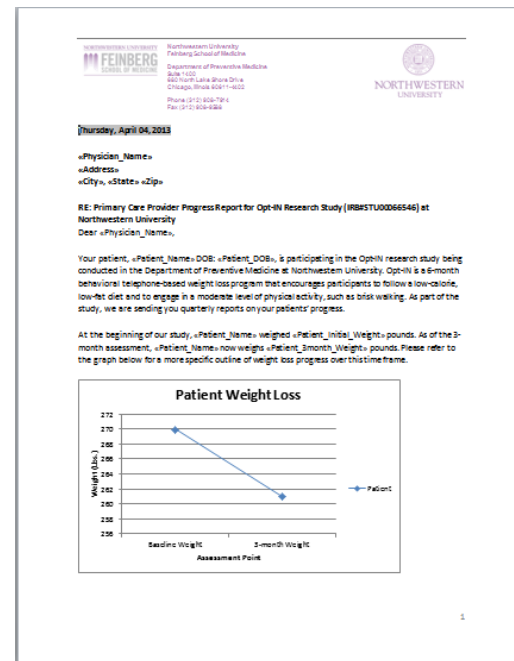 NORTHWESTERN UNIVERSITY
FEINBERG
SCHOOL OF MEDICINE
Northwestern University
Feinberg School of Medicine
Department of Preventive Medicine
Suite 1400
680 North Lake Shore Drive
Chicago, Illinois 60611-4402
Phone (312)
Fax (312)
NORTHWESTERN
UNIVERSITY
Thursday, April 04, 2013
«Physician_Name»
«Address»
«City», «State» «Zip»
RE: Primary Care Provider Progress Report for Opt-IN Research Study (IRB#STU00066546) at
Northwestern University
Dear «Physician_Name»,
Your patient, «Patient_Name» DOB: «Patient_DOB», is participating in the Opt-IN research study being
conducted in the Department of Preventive Medicine at Northwestern University. Opt-IN is a 6-month
behavioral telephone-based weight loss program that encourages participants to follow a low-calorie,
low-fat diet and to engage in a moderate level of physical activity, such as brisk walking. As part of the
study, we are sending you quarterly reports on your patients' progress.
At the beginning of our study, «Patient_Name» weighed «Patient_Initial_Weight» pounds. As of the 3-
month assessment, «Patient_Name» now weighs «Patient_3month_Weight» pounds. Please refer to
the graph below for a more specific outline of weight loss progress over this time frame.
Patient Weight Loss
272
270
268
266
264
262
260
258
256
Weight (Lbs.)
Patient
Baseline Weight
3-month Weight
Assessment Point
1